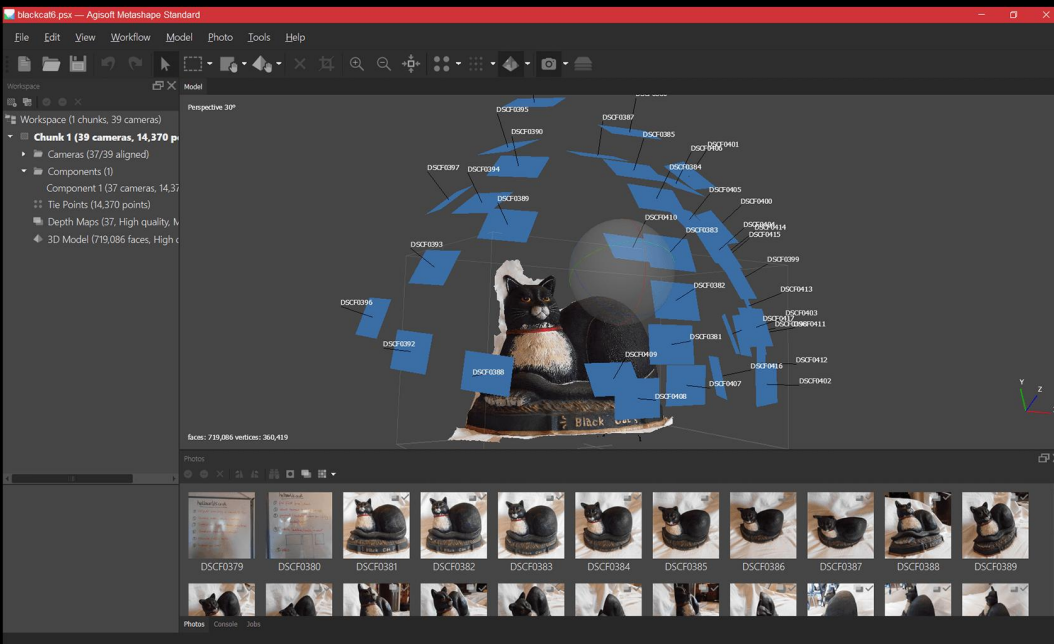 blackcat6.psx — Agisoft Metashape Standard
File Edit View Workflow Model Photo Tools Help
Workspace
Model
Workspace (1 chunks, 39 cameras)
Chunk 1 (39 cameras, 14,370 p
Cameras (37/39 aligned)
Components (1)
Component 1 (37 cameras, 14,37
Tie Points (14,370 points)
Depth Maps (37, High quality, M
3D Model (719,086 faces, High q
Perspective 30°
DSCF0395
DSCF0387
DSCF0390
DSCF0385
DSCF0401
DSCF0406
DSCF0397
DSCF0394
DSCF0384
DSCF0405
DSCF0389
DSCF0400
DSCF0410
DSCF0404
DSCF0414
DSCF0383
DSCF0415
DSCF0393
DSCF0399
DSCF0382
DSCF0413
DSCF0396
DSCF0403
DSCF0411
DSCF0381
DSCF0392
DSCF0409
DSCF0412
DSCF0416
DSCF0388
DSCF0402
DSCF0407
DSCF0408
Black Cat
Y
Z
faces: 719,086 vertices: 360,419
Photos
DSCF0379 DSCF0380 DSCF0381 DSCF0382 DSCF0383 DSCF0384 DSCF0385 DSCF0386 DSCF0387 DSCF0388 DSCF0389
Photos Console Jobs